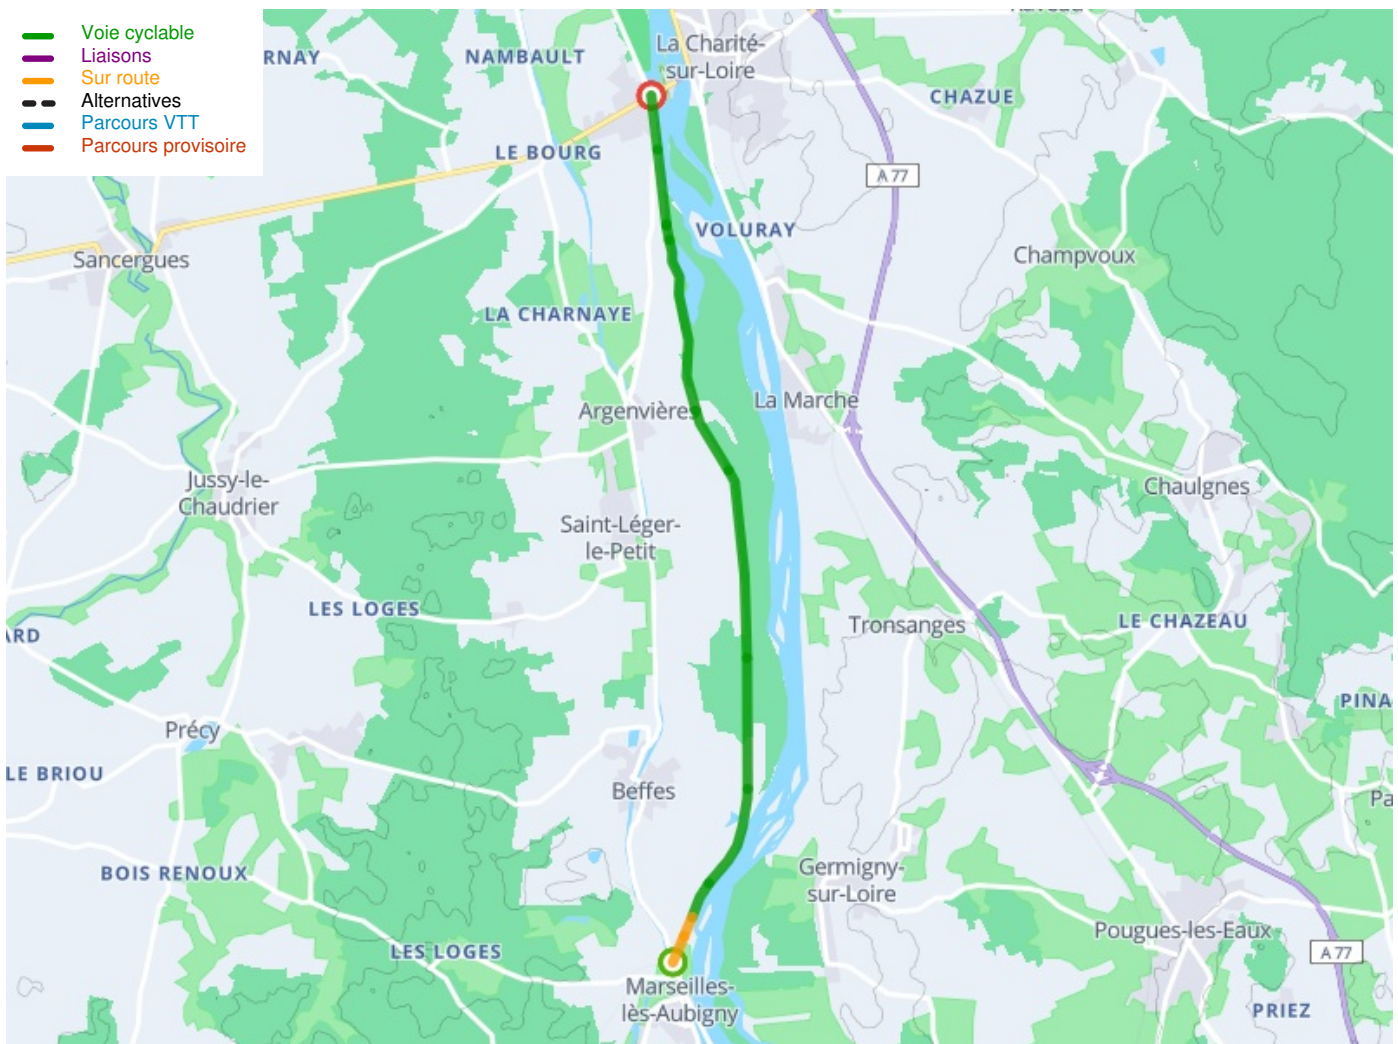 Voie cyclable
Liaisons
Sur route
Alternatives
Parcours VTT
Parcours provisoire
RNAY
NAMBAULT
La Charité-
sur-Loire
CHAZUE
LE BOURG
A 77
VOLURAY
Sancergues
Champvoux
LA CHARNAYE
Argenvières
La Marche
Jussy-le-
Chaudrier
Chaulgnes
Saint-Léger-
le-Petit
LES LOGES
Tronsanges
LE CHAZEAU
ARD
PINA
Précy
LE BRIOU
Beffes
Pa
BOIS RENOUX
Germigny-
sur-Loire
LES LOGES
Pougues-les-Eaux
A 77
Marseilles-
lès-Aubigny
PRIEZ